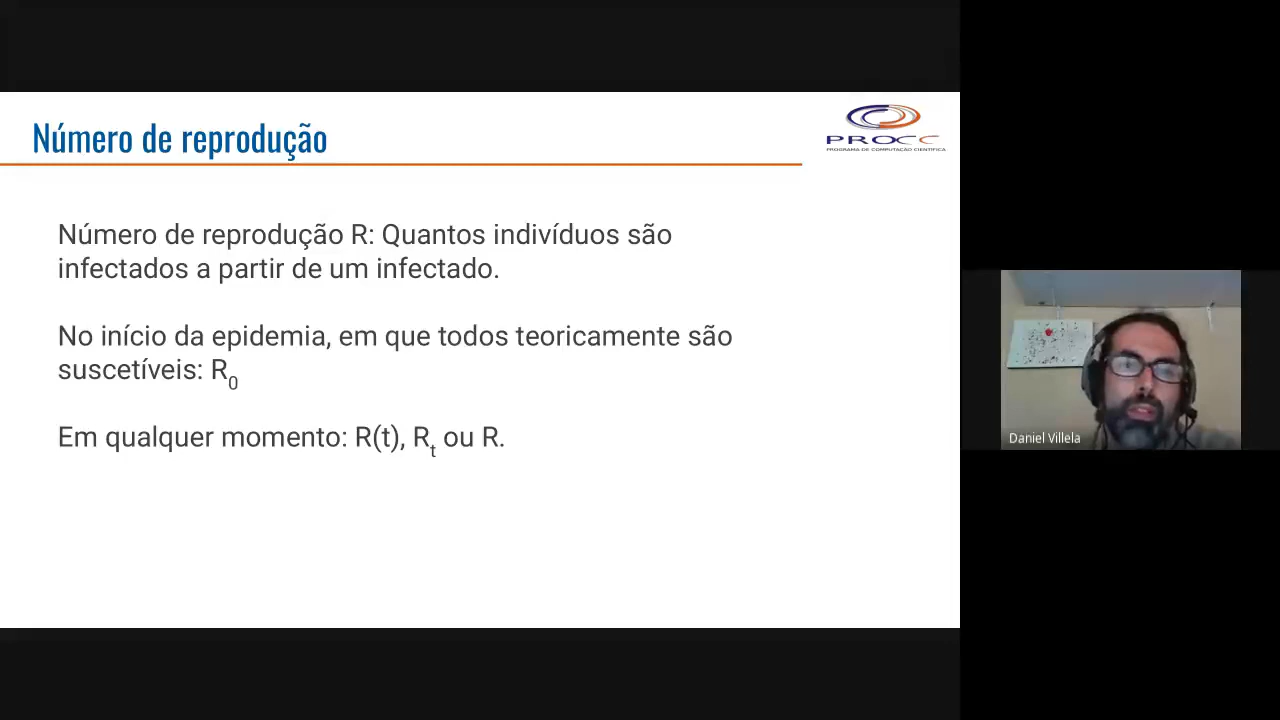 Número de reprodução
PROCC
PROGRAMA DE COMPUTAÇÃO CIENTÍFICA
Número de reprodução R: Quantos indivíduos são
infectados a partir de um infectado.
No início da epidemia, em que todos teoricamente são
suscetíveis: R0
Em qualquer momento: R(t), Rt ou R.
Daniel Villela